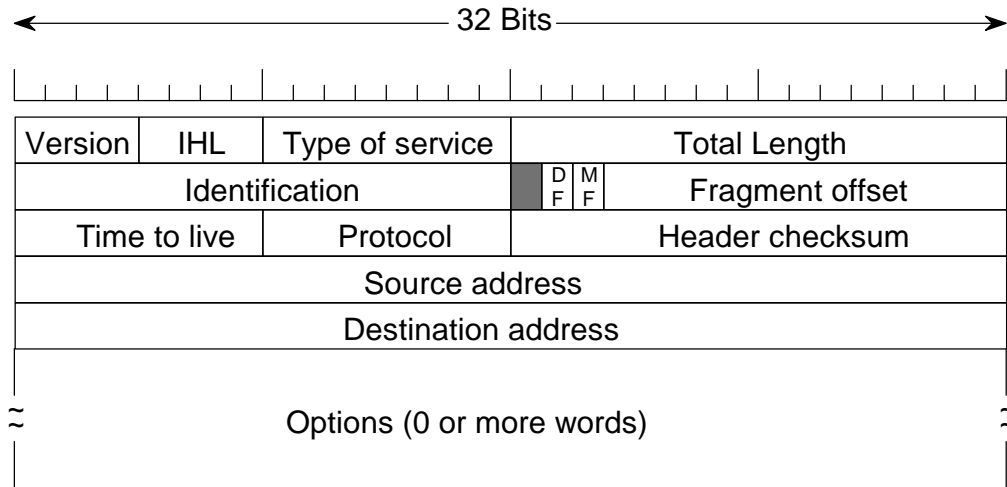 32 Bits
Version IHL Type of service Total Length
Identification D F M F Fragment offset
Time to live Protocol Header checksum
Source address
Destination address
Options (0 or more words)